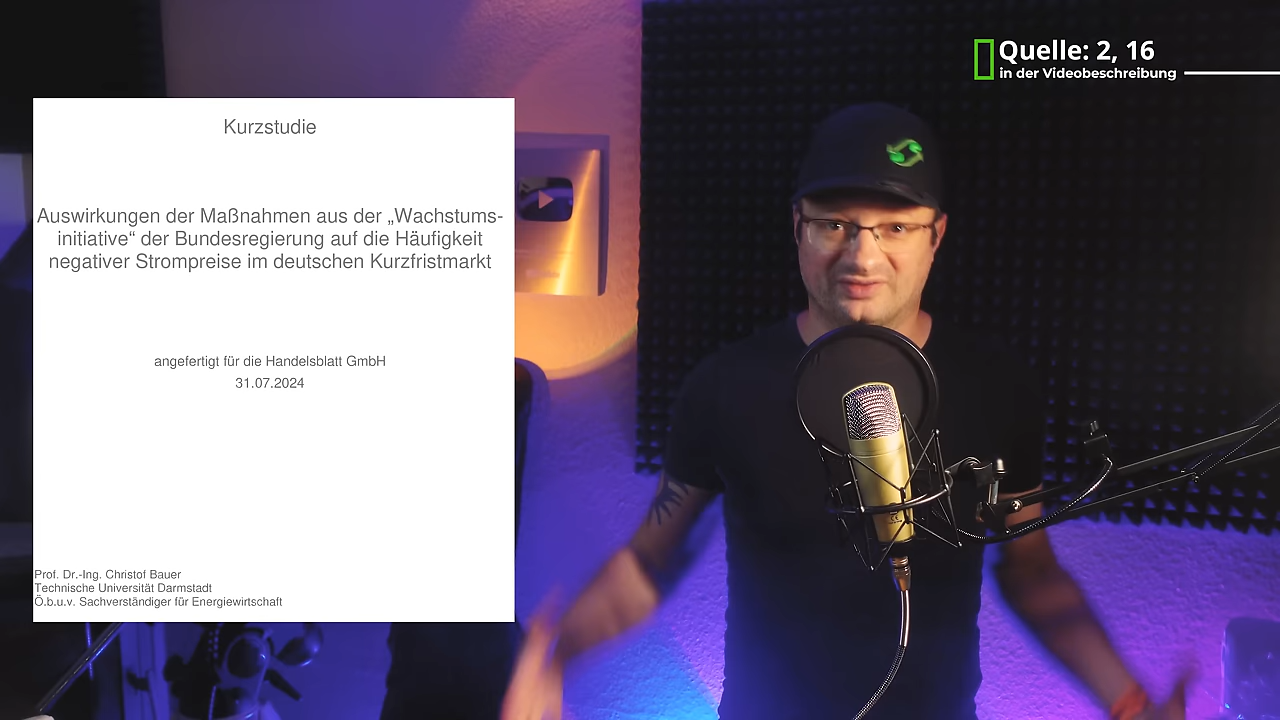 Quelle: 2, 16
in der Videobeschreibung
Kurzstudie
Auswirkungen der Maßnahmen aus der „Wachstums-
initiative“ der Bundesregierung auf die Häufigkeit
negativer Strompreise im deutschen Kurzfristmarkt
angefertigt für die Handelsblatt GmbH
31.07.2024
Prof. Dr.-Ing. Christof Bauer
Technische Universität Darmstadt
Ö.b.u.v. Sachverständiger für Energiewirtschaft